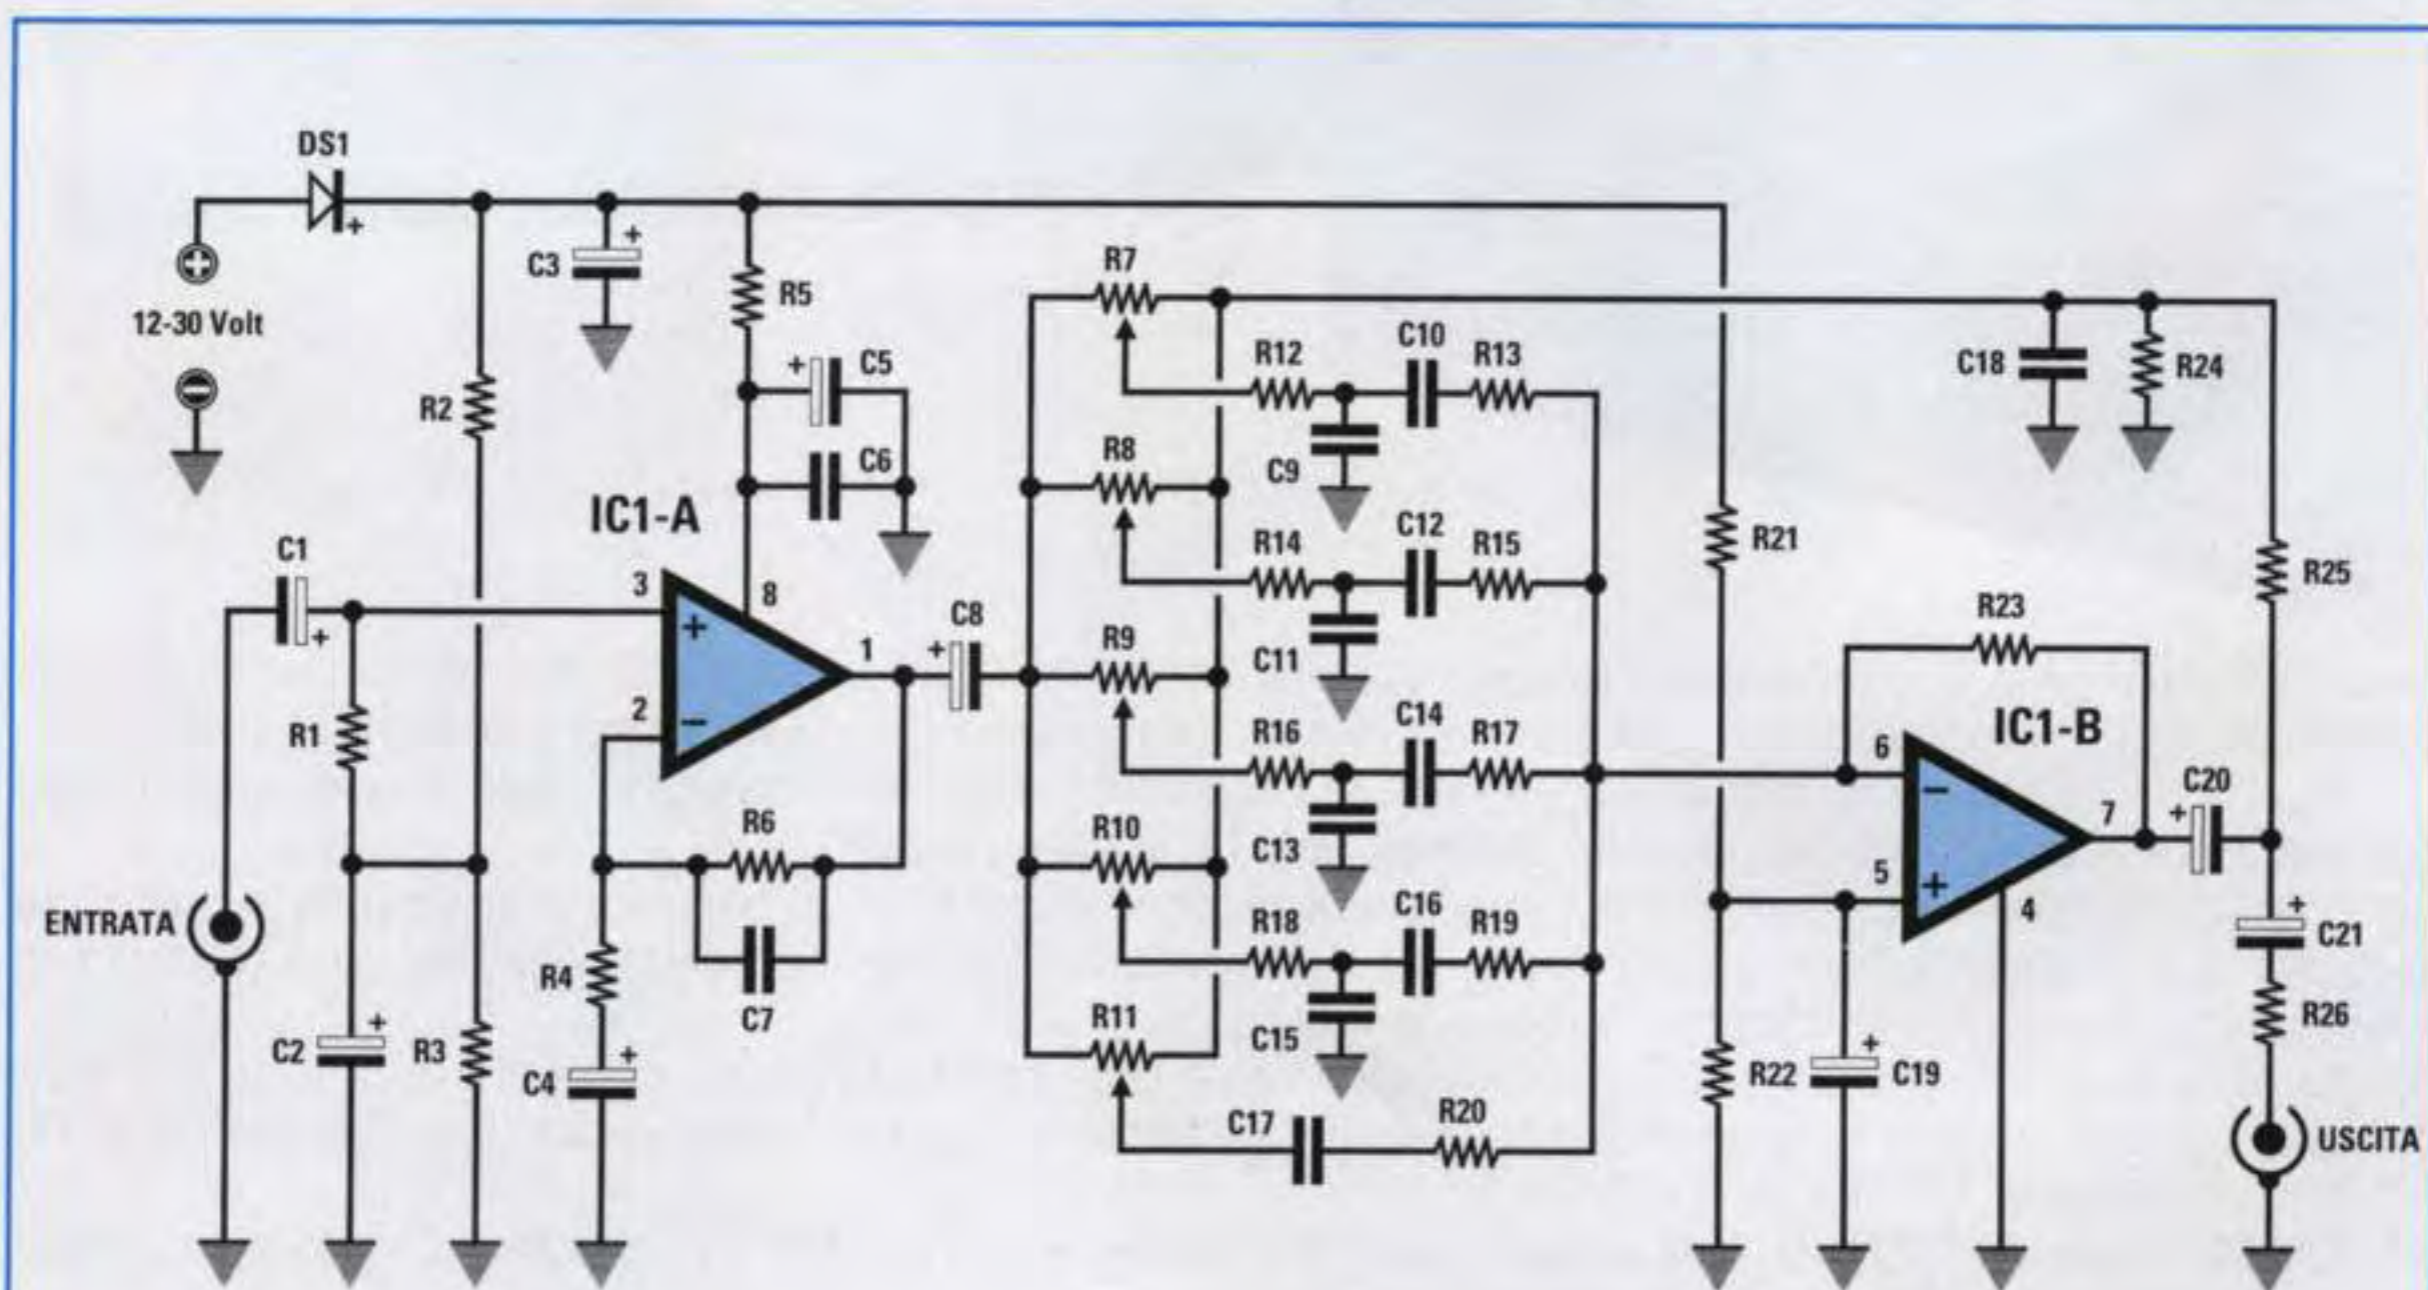 DS1
+
C3
+
12-30 Volt
R2
R5
+
C5
C6
IC1-A
C1
+
3
+
8
2
−
1
+
C8
R1
ENTRATA
C2
+
R3
R4
C4
+
R6
C7
R7
R12
C10
R13
C9
R8
R14
C12
R15
C11
R9
R16
C14
R17
C13
R10
R18
C16
R19
C15
R11
C17
R20
C18
R24
R21
R25
R23
IC1-B
6
−
5
+
7
4
+
C20
R22
+
C19
+
C21
R26
USCITA